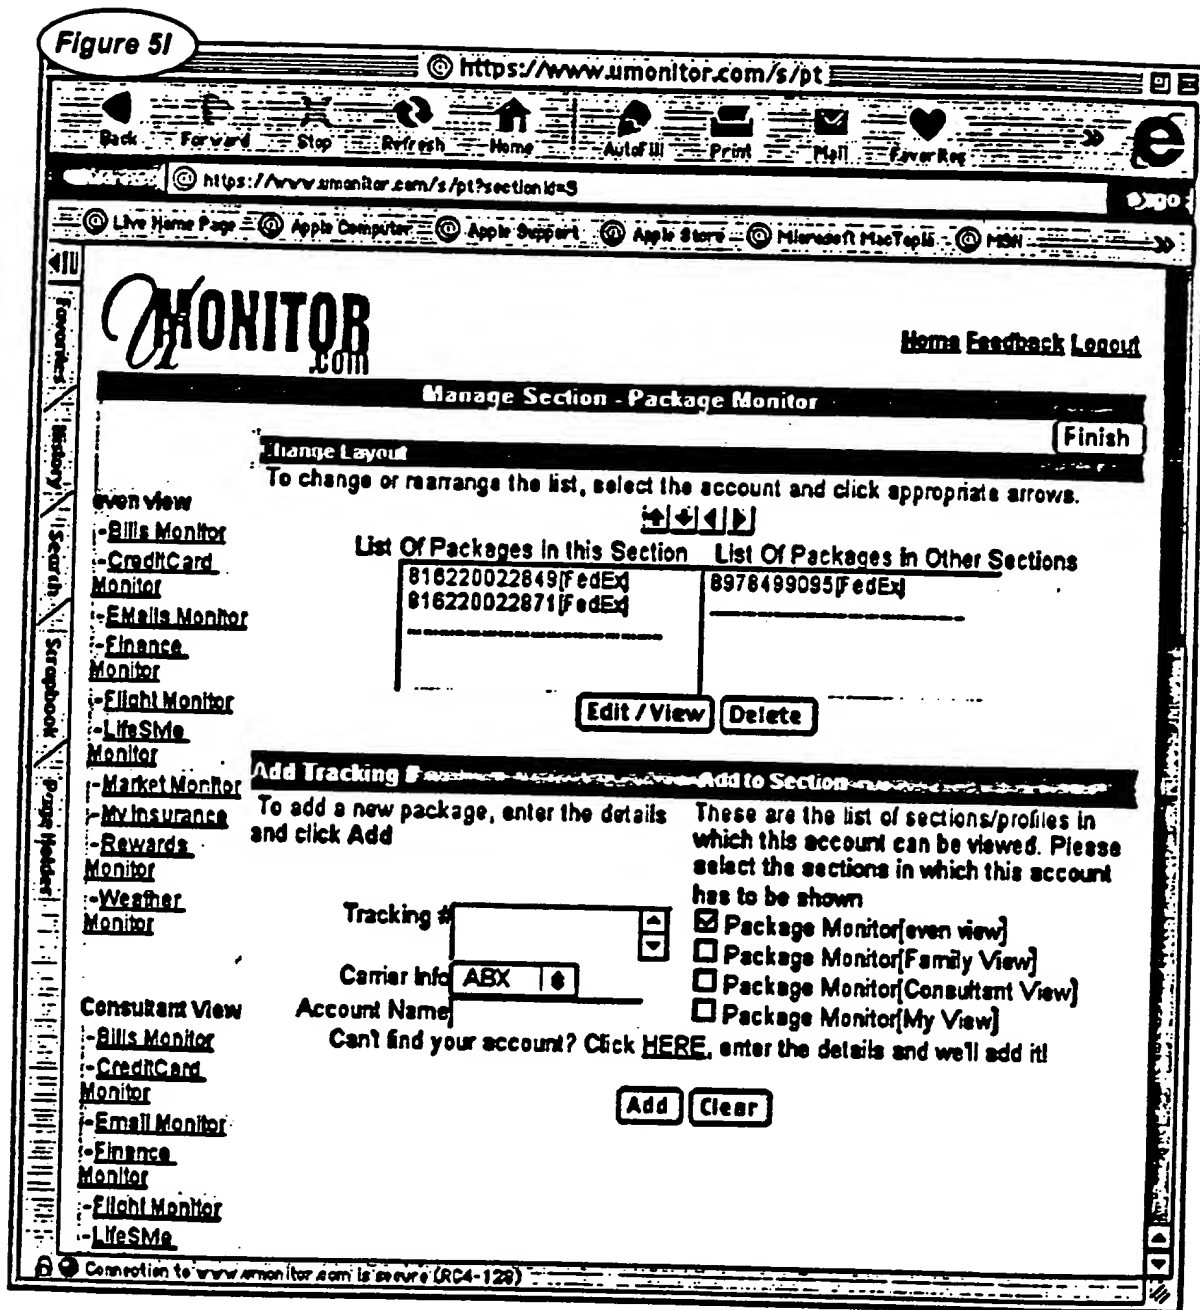 Figure 5I
https://www.umonitor.com/s/pt
Back Forward Stop Refresh Home AutoFill Print Mail Favorites
https://www.umonitor.com/s/pt?sectionId=9
Live Home Page Apple Computer Apple Support Apple Store Microsoft MacTopia MSN
Favorites
History
Search
Scrapbook
Page Holder
UMONITOR
.com
Home Feedback Logout
Manage Section - Package Monitor
Finish
Change Layout
To change or rearrange the list, select the account and click appropriate arrows.
List Of Packages in this Section List Of Packages in Other Sections
816220022849[FedEx] 8978499095[FedEx]
816220022871[FedEx]
Edit / View Delete
even view
-Bills Monitor
-CreditCard
Monitor
-EMails Monitor
-Finance
Monitor
-Flight Monitor
-LifeSMe
Monitor
-Market Monitor
-My Insurance
-Rewards
Monitor
-Weather
Monitor
Consultant View
-Bills Monitor
-CreditCard
Monitor
-Email Monitor
-Finance
Monitor
-Flight Monitor
-LifeSMe
Add Tracking # Add to Section
To add a new package, enter the details
and click Add
These are the list of sections/profiles in
which this account can be viewed. Please
select the sections in which this account
has to be shown
Tracking #
Carrier Info ABX
Account Name
Package Monitor[even view]
Package Monitor[Family View]
Package Monitor[Consultant View]
Package Monitor[My View]
Can't find your account? Click HERE, enter the details and we'll add it!
Add Clear
Connection to www.umonitor.com is secure (RC4-128)